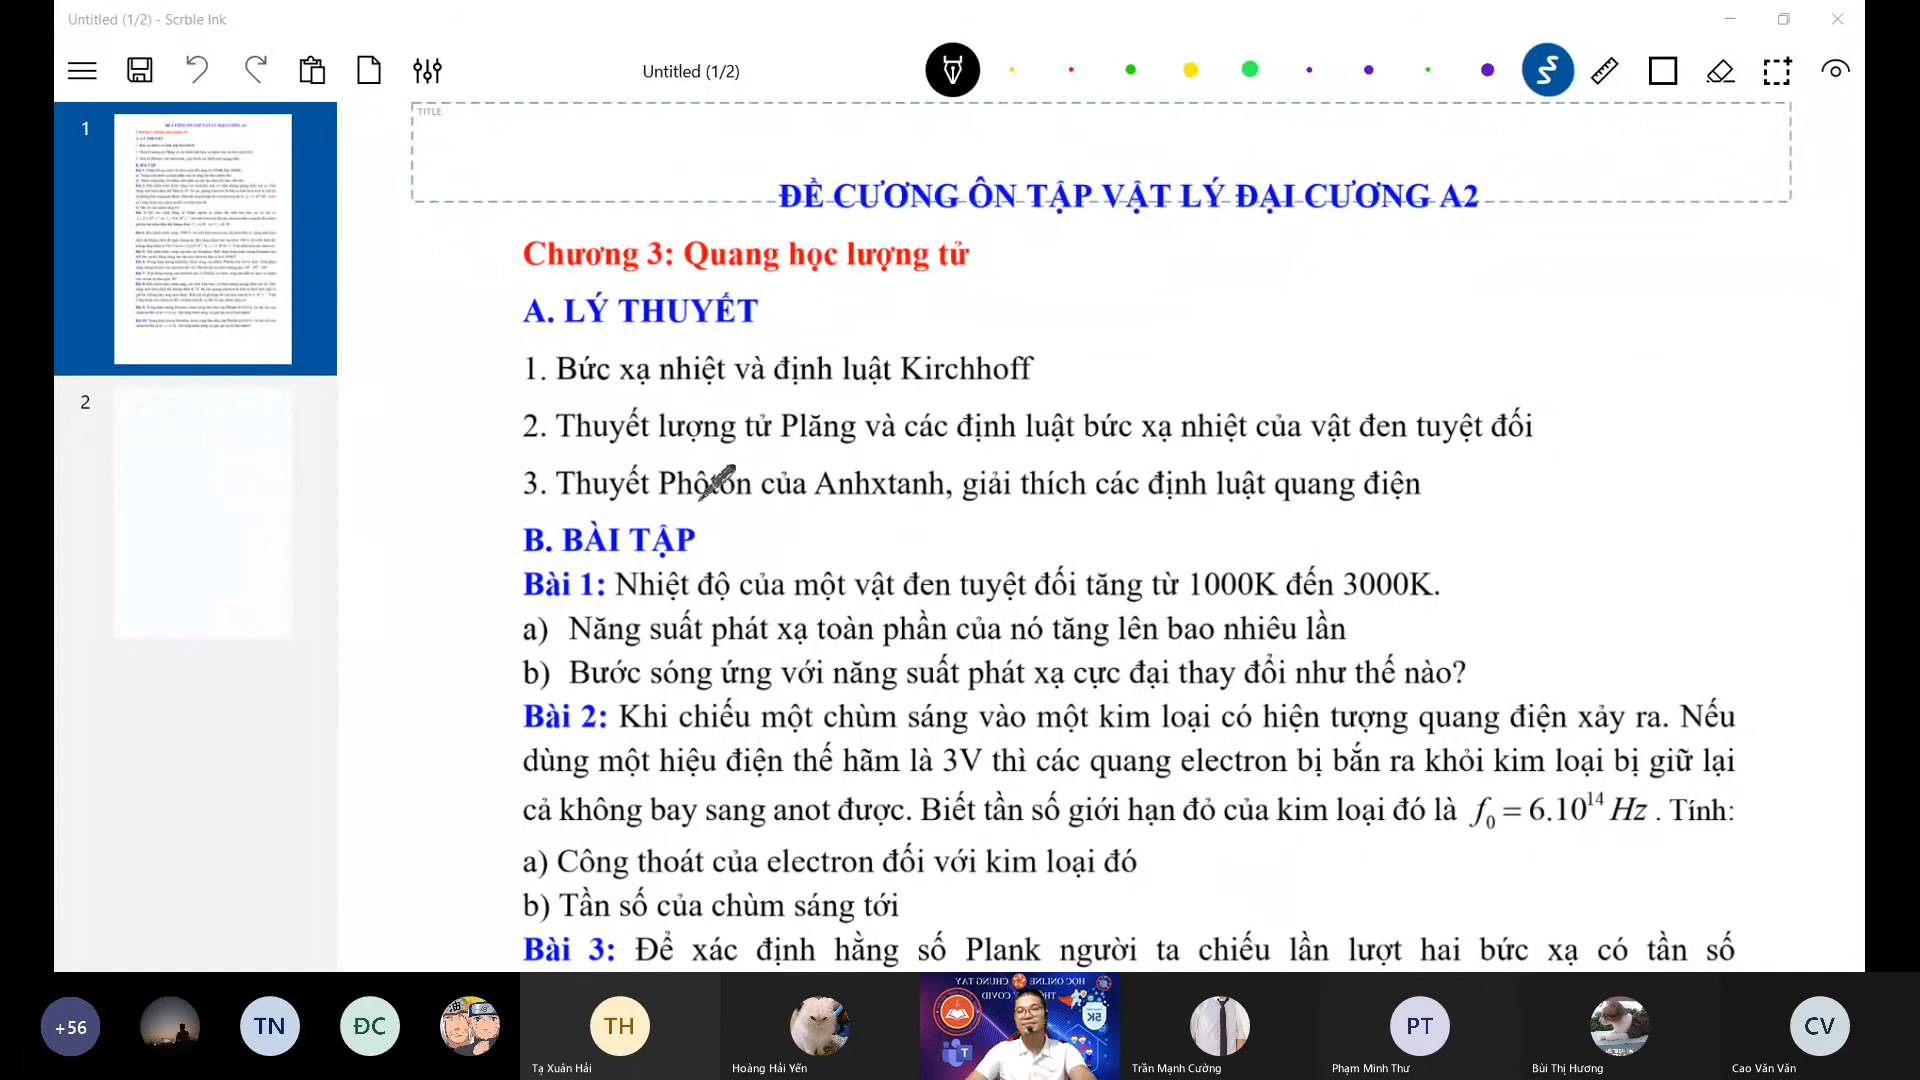 Untitled (1/2) - Scrble Ink
Untitled (1/2)
1
2
TITLE
ĐỀ CƯƠNG ÔN TẬP VẬT LÝ ĐẠI CƯƠNG A2
Chương 3: Quang học lượng tử
A. LÝ THUYẾT
1. Bức xạ nhiệt và định luật Kirchhoff
2. Thuyết lượng tử Plăng và các định luật bức xạ nhiệt của vật đen tuyệt đối
3. Thuyết Phôtôn của Anhxtanh, giải thích các định luật quang điện
B. BÀI TẬP
Bài 1: Nhiệt độ của một vật đen tuyệt đối tăng từ 1000K đến 3000K.
a) Năng suất phát xạ toàn phần của nó tăng lên bao nhiêu lần
b) Bước sóng ứng với năng suất phát xạ cực đại thay đổi như thế nào?
Bài 2: Khi chiếu một chùm sáng vào một kim loại có hiện tượng quang điện xảy ra. Nếu
dùng một hiệu điện thế hãm là 3V thì các quang electron bị bắn ra khỏi kim loại bị giữ lại
cả không bay sang anot được. Biết tần số giới hạn đỏ của kim loại đó là f₀ = 6.10¹⁴ Hz . Tính:
a) Công thoát của electron đối với kim loại đó
b) Tần số của chùm sáng tới
Bài 3: Để xác định hằng số Plank người ta chiếu lần lượt hai bức xạ có tần số
+56
TN
ĐC
TH
PT
CV
HỌC ONLINE
CHUNG TAY
COVID
5K
T
Tạ Xuân Hải
Hoàng Hải Yến
Trần Mạnh Cường
Phạm Minh Thư
Bùi Thị Hương
Cao Văn Văn